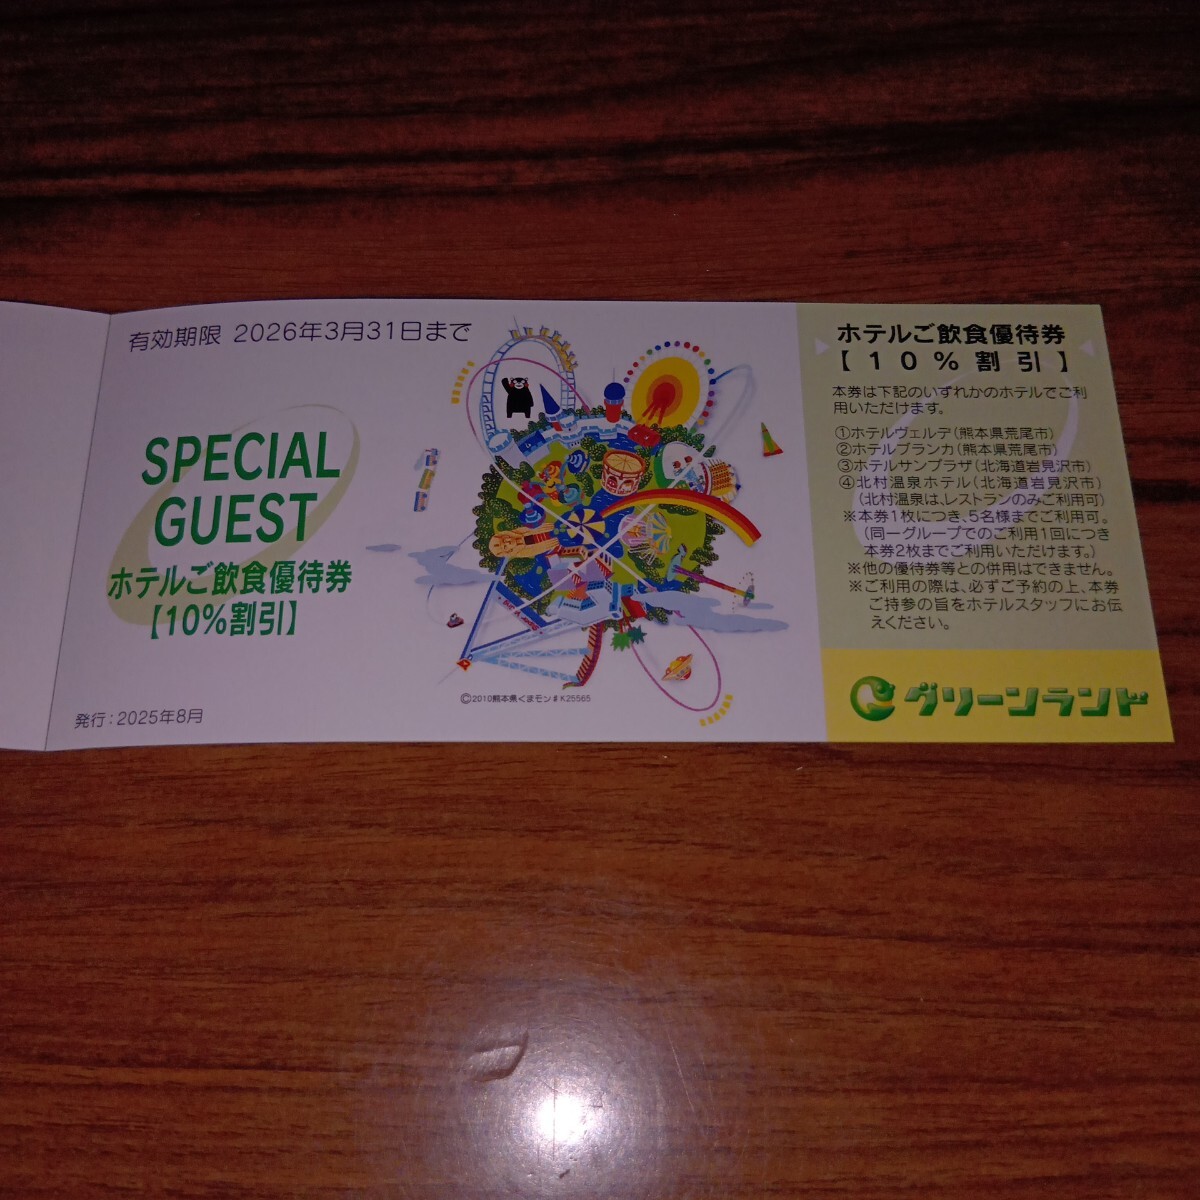 有効期限 2026年3月31日まで
SPECIAL
GUEST
ホテルご飲食優待券
【10％割引】
発行：2025年8月
©2010熊本県くまモン#K25565
ホテルご飲食優待券
【10％割引】
本券は下記のいずれかのホテルでご利
用いただけます。
①ホテルヴェルデ(熊本県荒尾市)
②ホテルブランカ(熊本県荒尾市)
③ホテルサンプラザ(北海道岩見沢市)
④北村温泉ホテル(北海道岩見沢市)
(北村温泉は、レストランのみご利用可)
※本券1枚につき、5名様までご利用可。
(同一グループでのご利用1回につき
本券2枚までご利用いただけます。)
※他の優待券等との併用はできません。
※ご利用の際は、必ずご予約の上、本券
ご持参の旨をホテルスタッフにお伝
えください。
グリーンランド